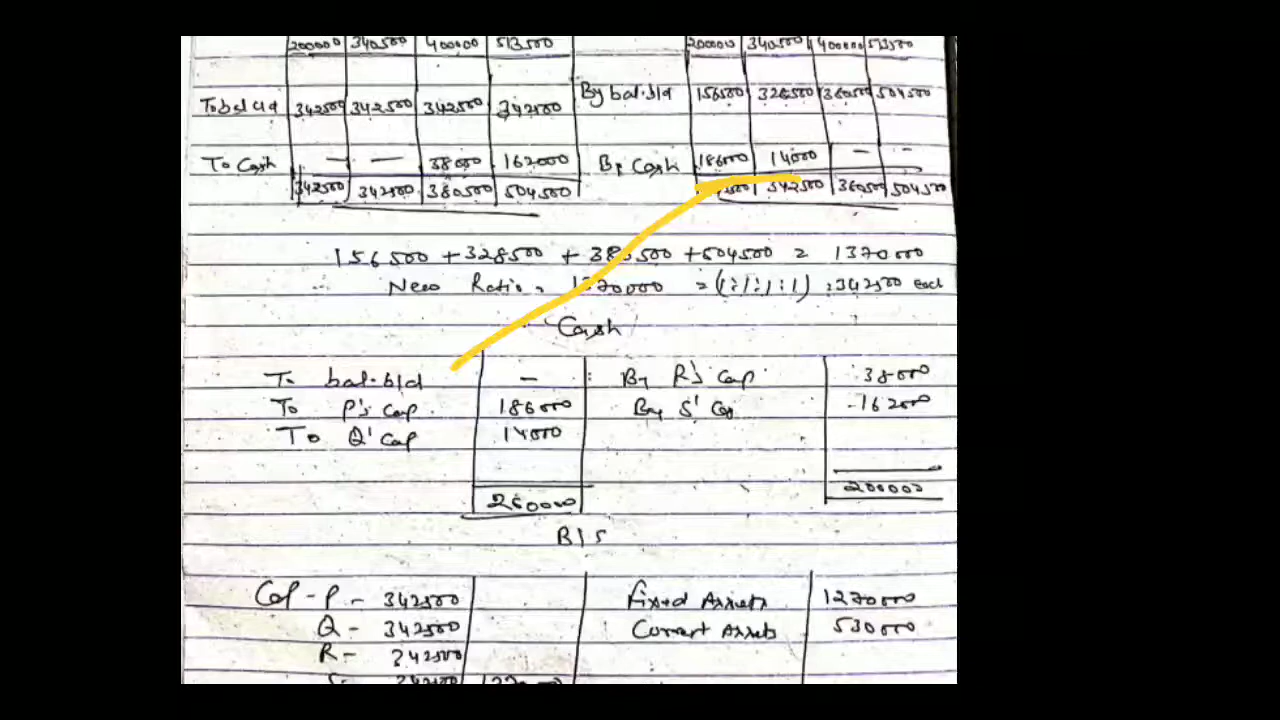 200000 340500 400000 513500 200000 340500 400000 513500
To bal c/d 342500 342500 342500 342500 By bal. b/d 156500 328500 380500 504500
To Cash — — 38000 162000 By Cash 186000 14000 — -
342500 342500 380500 504500 342500 380500 504500
156500 + 328500 + 380500 + 504500 = 1370000
∴ New Ratio = 1370000 = (1:1:1:1) = 342500 each
Cash
To bal. b/d — By R's Cap 38000
To P's Cap 186000 By S' Cap 162000
To Q' Cap 14000
200000 200000
B/S
Cap - P - 342500 Fixed Assets 1270000
Q - 342500 Current Assets 530000
R - 342500
342500